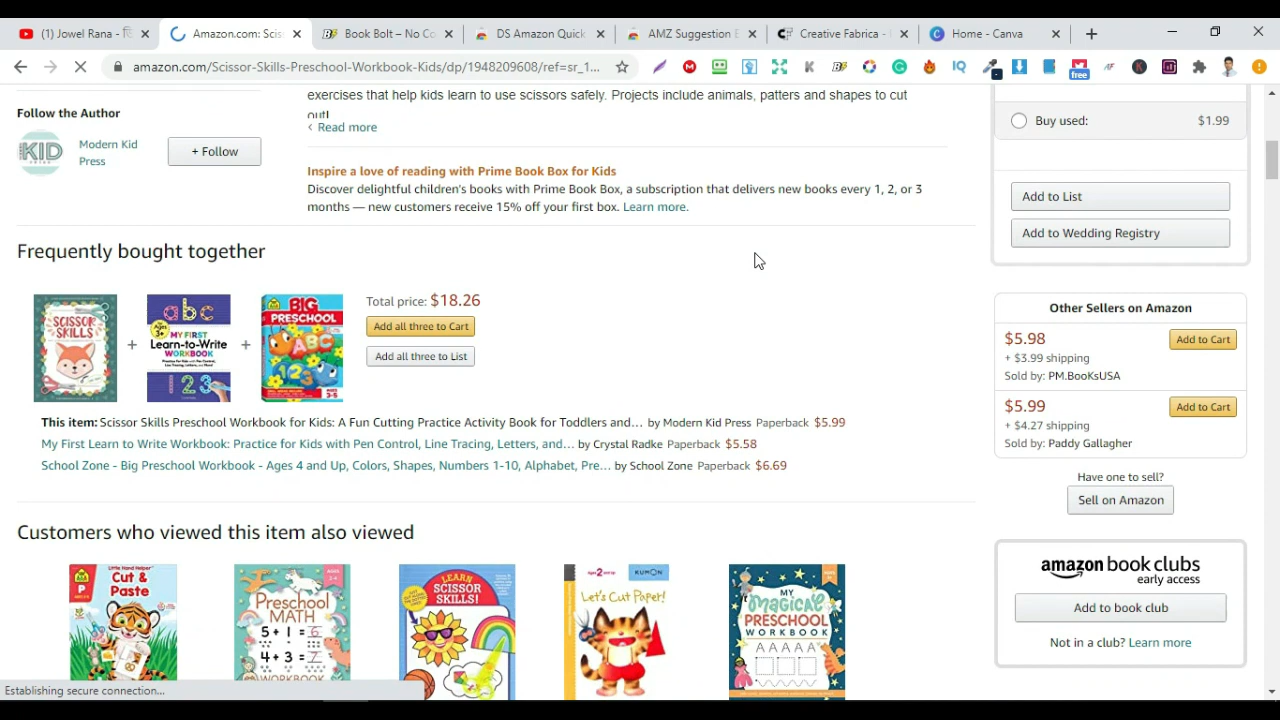 (1) Jowel Rana -
Amazon.com: Scis
Book Bolt – No Co
DS Amazon Quick
AMZ Suggestion E
Creative Fabrica -
Home - Canva
amazon.com/Scissor-Skills-Preschool-Workbook-Kids/dp/1948209608/ref=sr_1...
free
exercises that help kids learn to use scissors safely. Projects include animals, patters and shapes to cut
out!
Read more
Follow the Author
KID
Modern Kid
Press
+ Follow
Inspire a love of reading with Prime Book Box for Kids
Discover delightful children's books with Prime Book Box, a subscription that delivers new books every 1, 2, or 3
months — new customers receive 15% off your first box. Learn more.
Buy used:
$1.99
Add to List
Add to Wedding Registry
Frequently bought together
SCISSOR
SKILLS
abc
Ages
3+
MY FIRST
Learn-to-Write
WORKBOOK
123
BIG
PRESCHOOL
ABC
123
Total price: $18.26
Add all three to Cart
Add all three to List
This item: Scissor Skills Preschool Workbook for Kids: A Fun Cutting Practice Activity Book for Toddlers and... by Modern Kid Press Paperback $5.99
My First Learn to Write Workbook: Practice for Kids with Pen Control, Line Tracing, Letters, and... by Crystal Radke Paperback $5.58
School Zone - Big Preschool Workbook - Ages 4 and Up, Colors, Shapes, Numbers 1-10, Alphabet, Pre... by School Zone Paperback $6.69
Other Sellers on Amazon
$5.98
Add to Cart
+ $3.99 shipping
Sold by: PM.BooKsUSA
$5.99
Add to Cart
+ $4.27 shipping
Sold by: Paddy Gallagher
Have one to sell?
Sell on Amazon
amazon book clubs
early access
Add to book club
Not in a club? Learn more
Customers who viewed this item also viewed
Little Hand Helper
P
Cut &
Paste
Preschool
MATH
5+1=6
4+3=7
WORKBOOK
LEARN
SCISSOR
SKILLS!
KUMON
Let's Cut Paper!
MY
Magical
PRESCHOOL
WORKBOOK
AAAAA
Establishing secure connection...